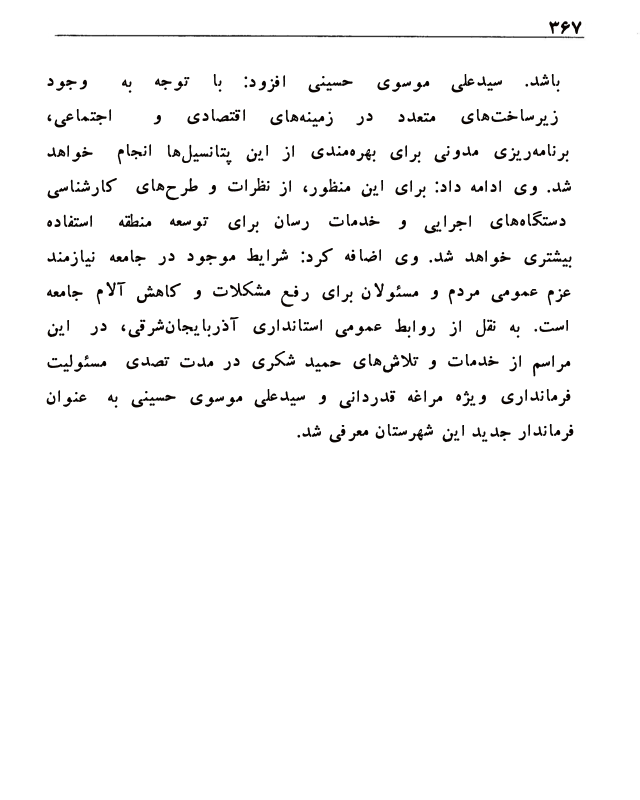 ۳۶۷
باشد. سیدعلی موسوی حسینی افزود: با توجه به وجود
زیرساخت‌های متعدد در زمینه‌های اقتصادی و اجتماعی،
برنامه‌ریزی مدونی برای بهره‌مندی از این پتانسیل‌ها انجام خواهد
شد. وی ادامه داد: برای این منظور، از نظرات و طرح‌های کارشناسی
دستگاه‌های اجرایی و خدمات رسان برای توسعه منطقه استفاده
بیشتری خواهد شد. وی اضافه کرد: شرایط موجود در جامعه نیازمند
عزم عمومی مردم و مسئولان برای رفع مشکلات و کاهش آلام جامعه
است. به نقل از روابط عمومی استانداری آذربایجان‌شرقی، در این
مراسم از خدمات و تلاش‌های حمید شکری در مدت تصدی مسئولیت
فرمانداری ویژه مراغه قدردانی و سیدعلی موسوی حسینی به عنوان
فرماندار جدید این شهرستان معرفی شد.